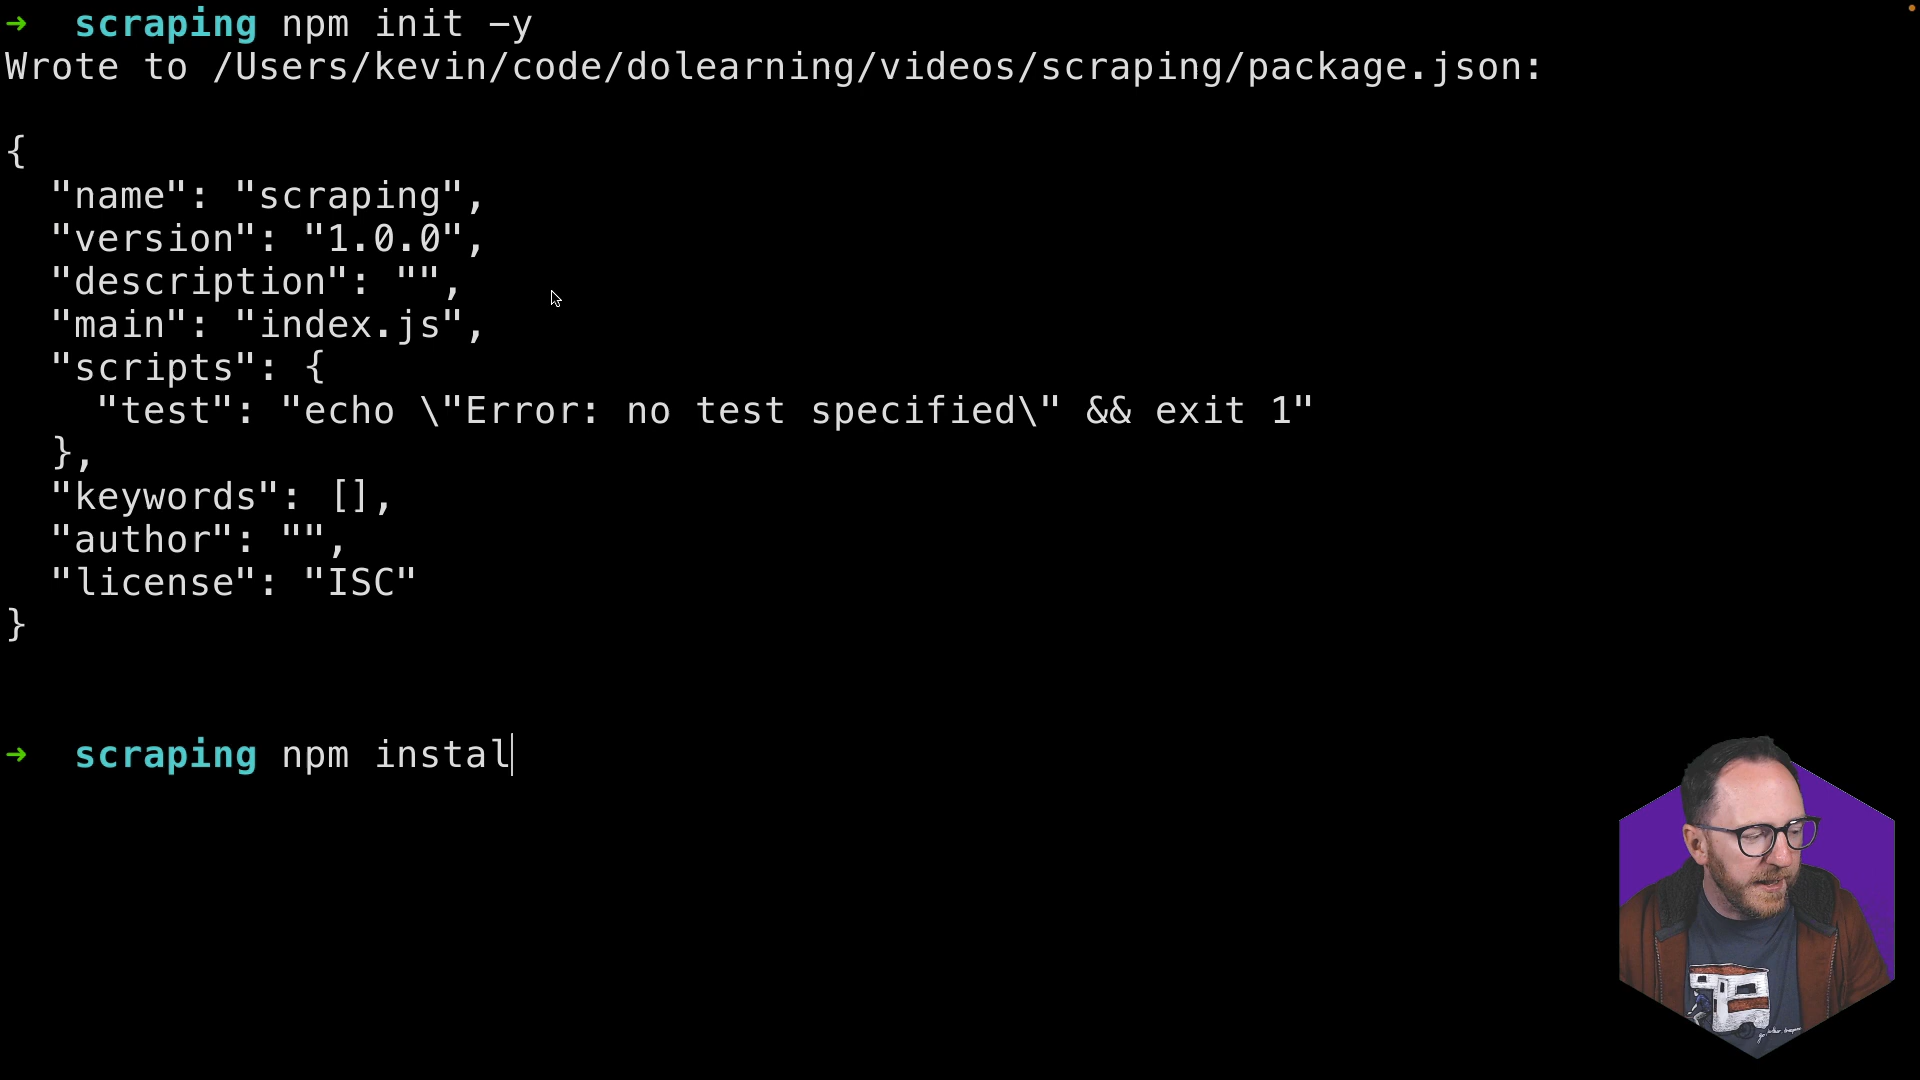 ➜ scraping npm init -y
Wrote to /Users/kevin/code/dolearning/videos/scraping/package.json:
{
"name": "scraping",
"version": "1.0.0",
"description": "",
"main": "index.js",
"scripts": {
"test": "echo \"Error: no test specified\" && exit 1"
},
"keywords": [],
"author": "",
"license": "ISC"
}
➜ scraping npm instal